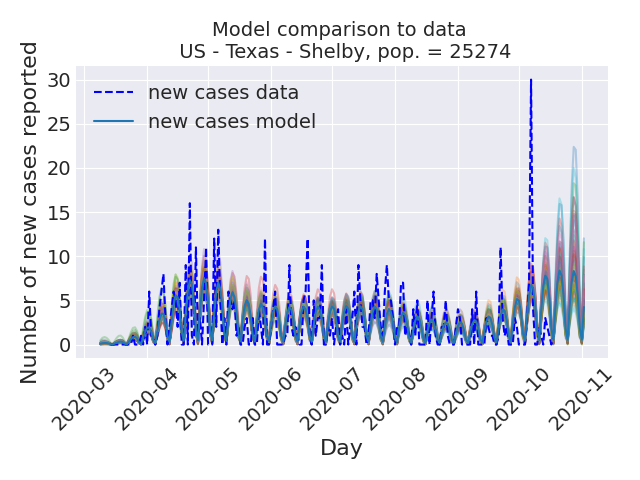 Model comparison to data
US - Texas - Shelby, pop. = 25274
Number of new cases reported
30
25
20
15
10
5
0
new cases data
new cases model
2020-03
2020-04
2020-05
2020-06
2020-07
2020-08
2020-09
2020-10
2020-11
Day